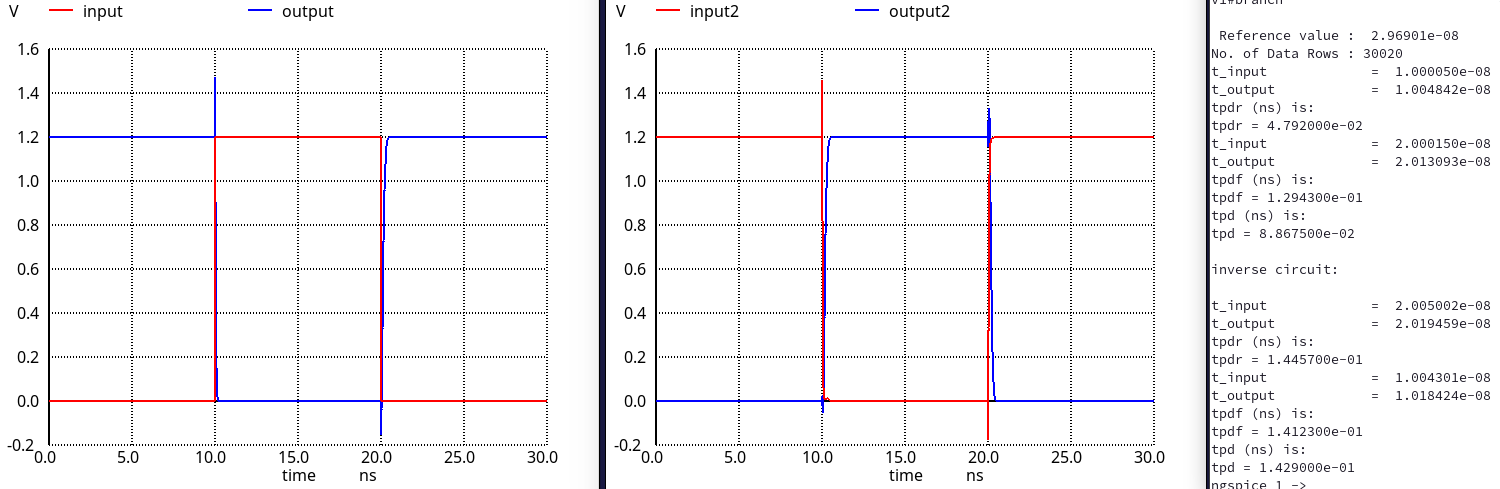 V input output
1.6
1.4
1.2
1.0
0.8
0.6
0.4
0.2
0.0
-0.2
0.0 5.0 10.0 15.0 20.0 25.0 30.0
time ns
V input2 output2
1.6
1.4
1.2
1.0
0.8
0.6
0.4
0.2
0.0
-0.2
0.0 5.0 10.0 15.0 20.0 25.0 30.0
time ns
v1#branch
Reference value : 2.96901e-08
No. of Data Rows : 30020
t_input = 1.000050e-08
t_output = 1.004842e-08
tpdr (ns) is:
tpdr = 4.792000e-02
t_input = 2.000150e-08
t_output = 2.013093e-08
tpdf (ns) is:
tpdf = 1.294300e-01
tpd (ns) is:
tpd = 8.867500e-02
inverse circuit:
t_input = 2.005002e-08
t_output = 2.019459e-08
tpdr (ns) is:
tpdr = 1.445700e-01
t_input = 1.004301e-08
t_output = 1.018424e-08
tpdf (ns) is:
tpdf = 1.412300e-01
tpd (ns) is:
tpd = 1.429000e-01
ngspice 1 ->